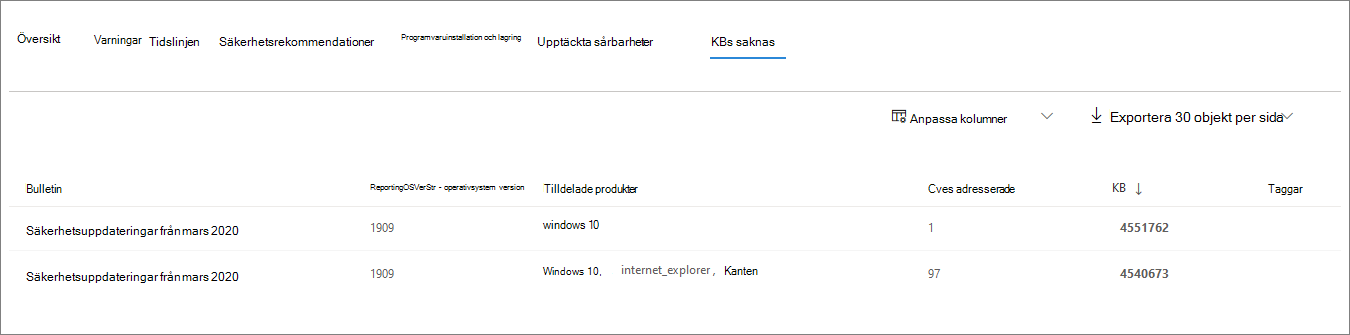 Översikt Varningar Tidslinjen Säkerhetsrekommendationer Programvaruinstallation och lagring Upptäckta sårbarheter KBs saknas
Anpassa kolumner Exportera 30 objekt per sida
Bulletin ReportingOSVerStr - operativsystem version Tilldelade produkter Cves adresserade KB ↓ Taggar
Säkerhetsuppdateringar från mars 2020 1909 windows 10 1 4551762
Säkerhetsuppdateringar från mars 2020 1909 Windows 10, internet_explorer, Kanten 97 4540673